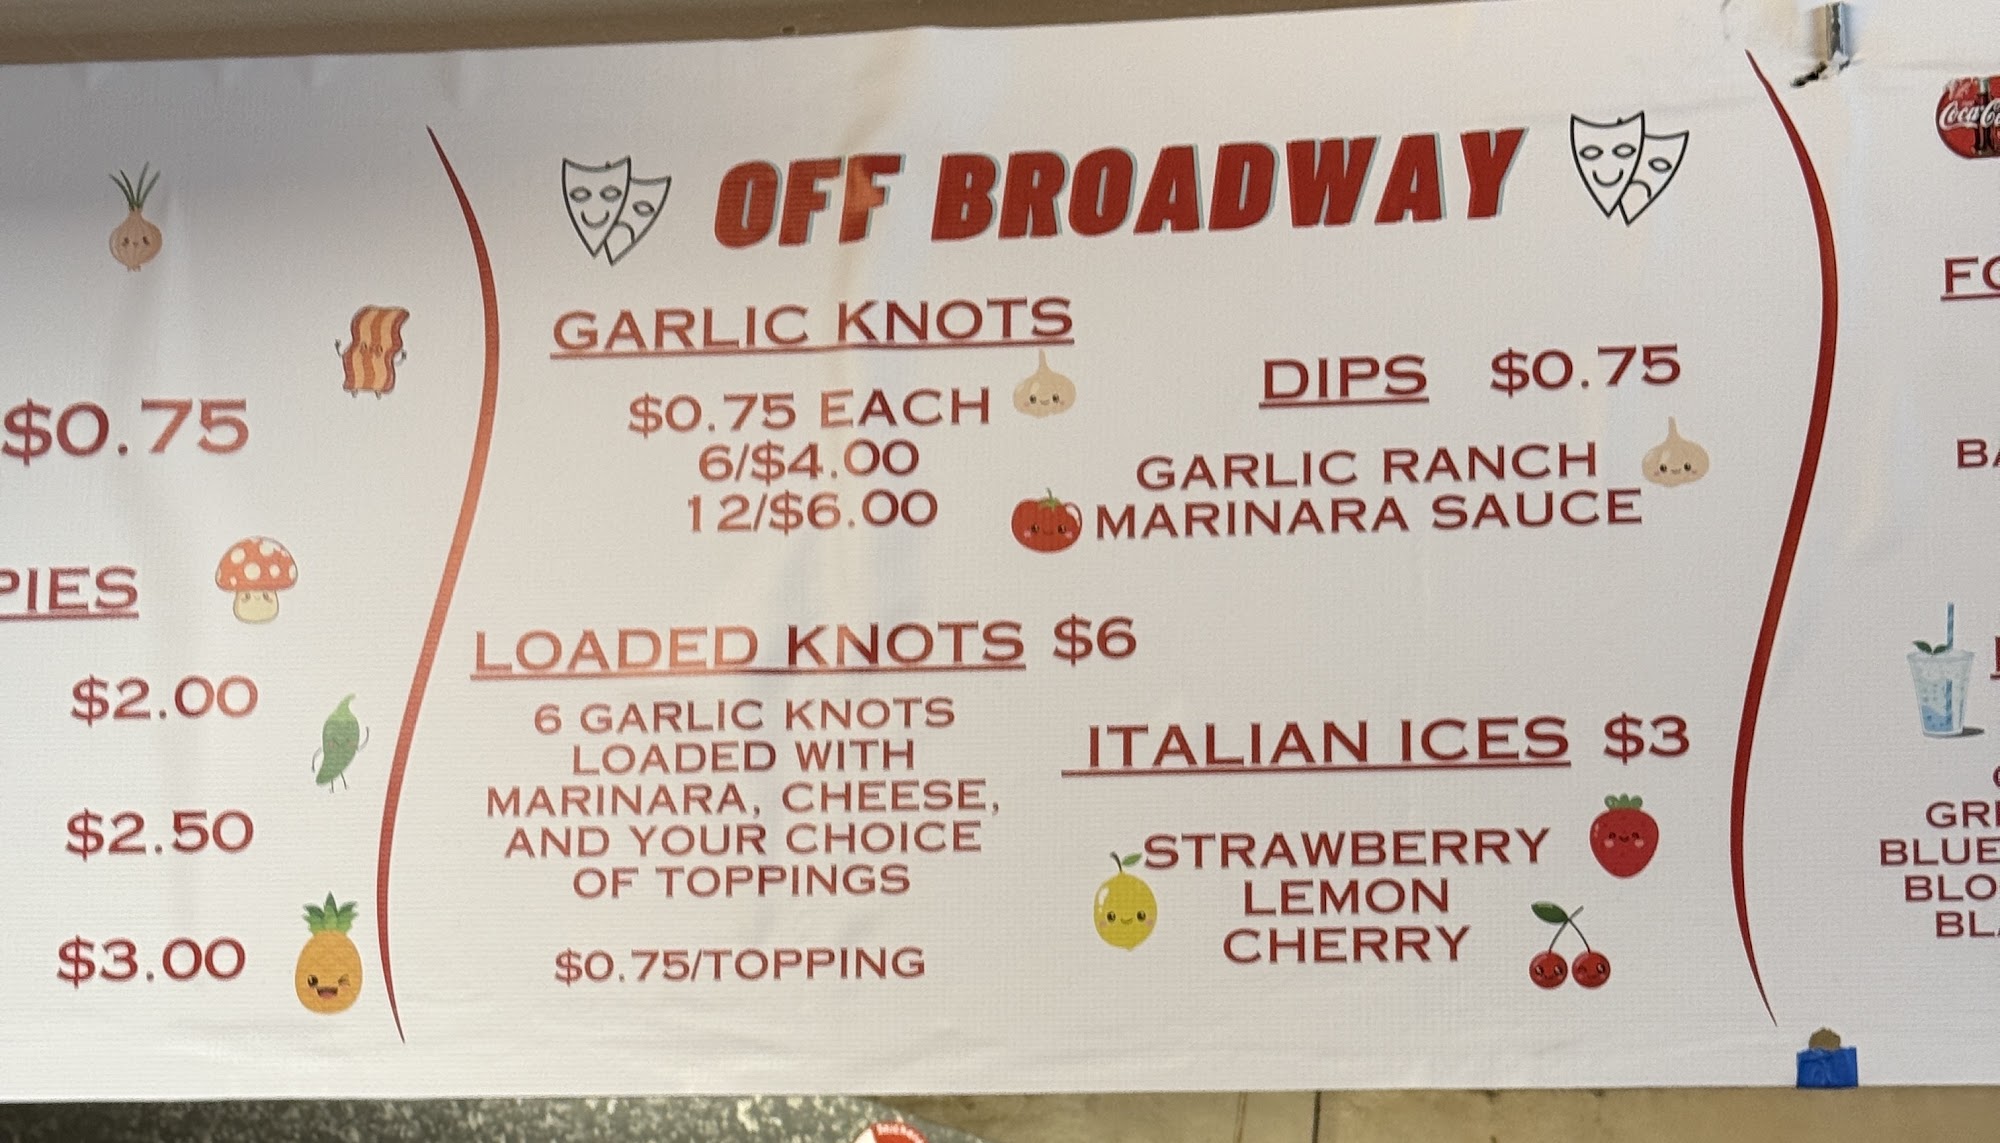 $0.75
PIES
$2.00
$2.50
$3.00
OFF BROADWAY
GARLIC KNOTS
$0.75 EACH
6/$4.00
12/$6.00
DIPS $0.75
GARLIC RANCH
MARINARA SAUCE
LOADED KNOTS $6
6 GARLIC KNOTS
LOADED WITH
MARINARA, CHEESE,
AND YOUR CHOICE
OF TOPPINGS
$0.75/TOPPING
ITALIAN ICES $3
STRAWBERRY
LEMON
CHERRY